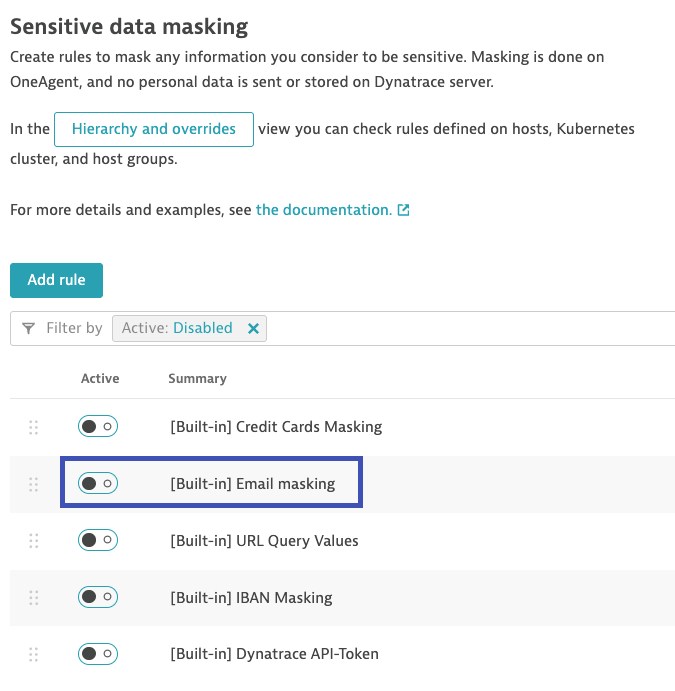 Sensitive data masking
Create rules to mask any information you consider to be sensitive. Masking is done on
OneAgent, and no personal data is sent or stored on Dynatrace server.
In the Hierarchy and overrides view you can check rules defined on hosts, Kubernetes
cluster, and host groups.
For more details and examples, see the documentation.
Add rule
Filter by Active: Disabled
Active Summary
[Built-in] Credit Cards Masking
[Built-in] Email masking
[Built-in] URL Query Values
[Built-in] IBAN Masking
[Built-in] Dynatrace API-Token